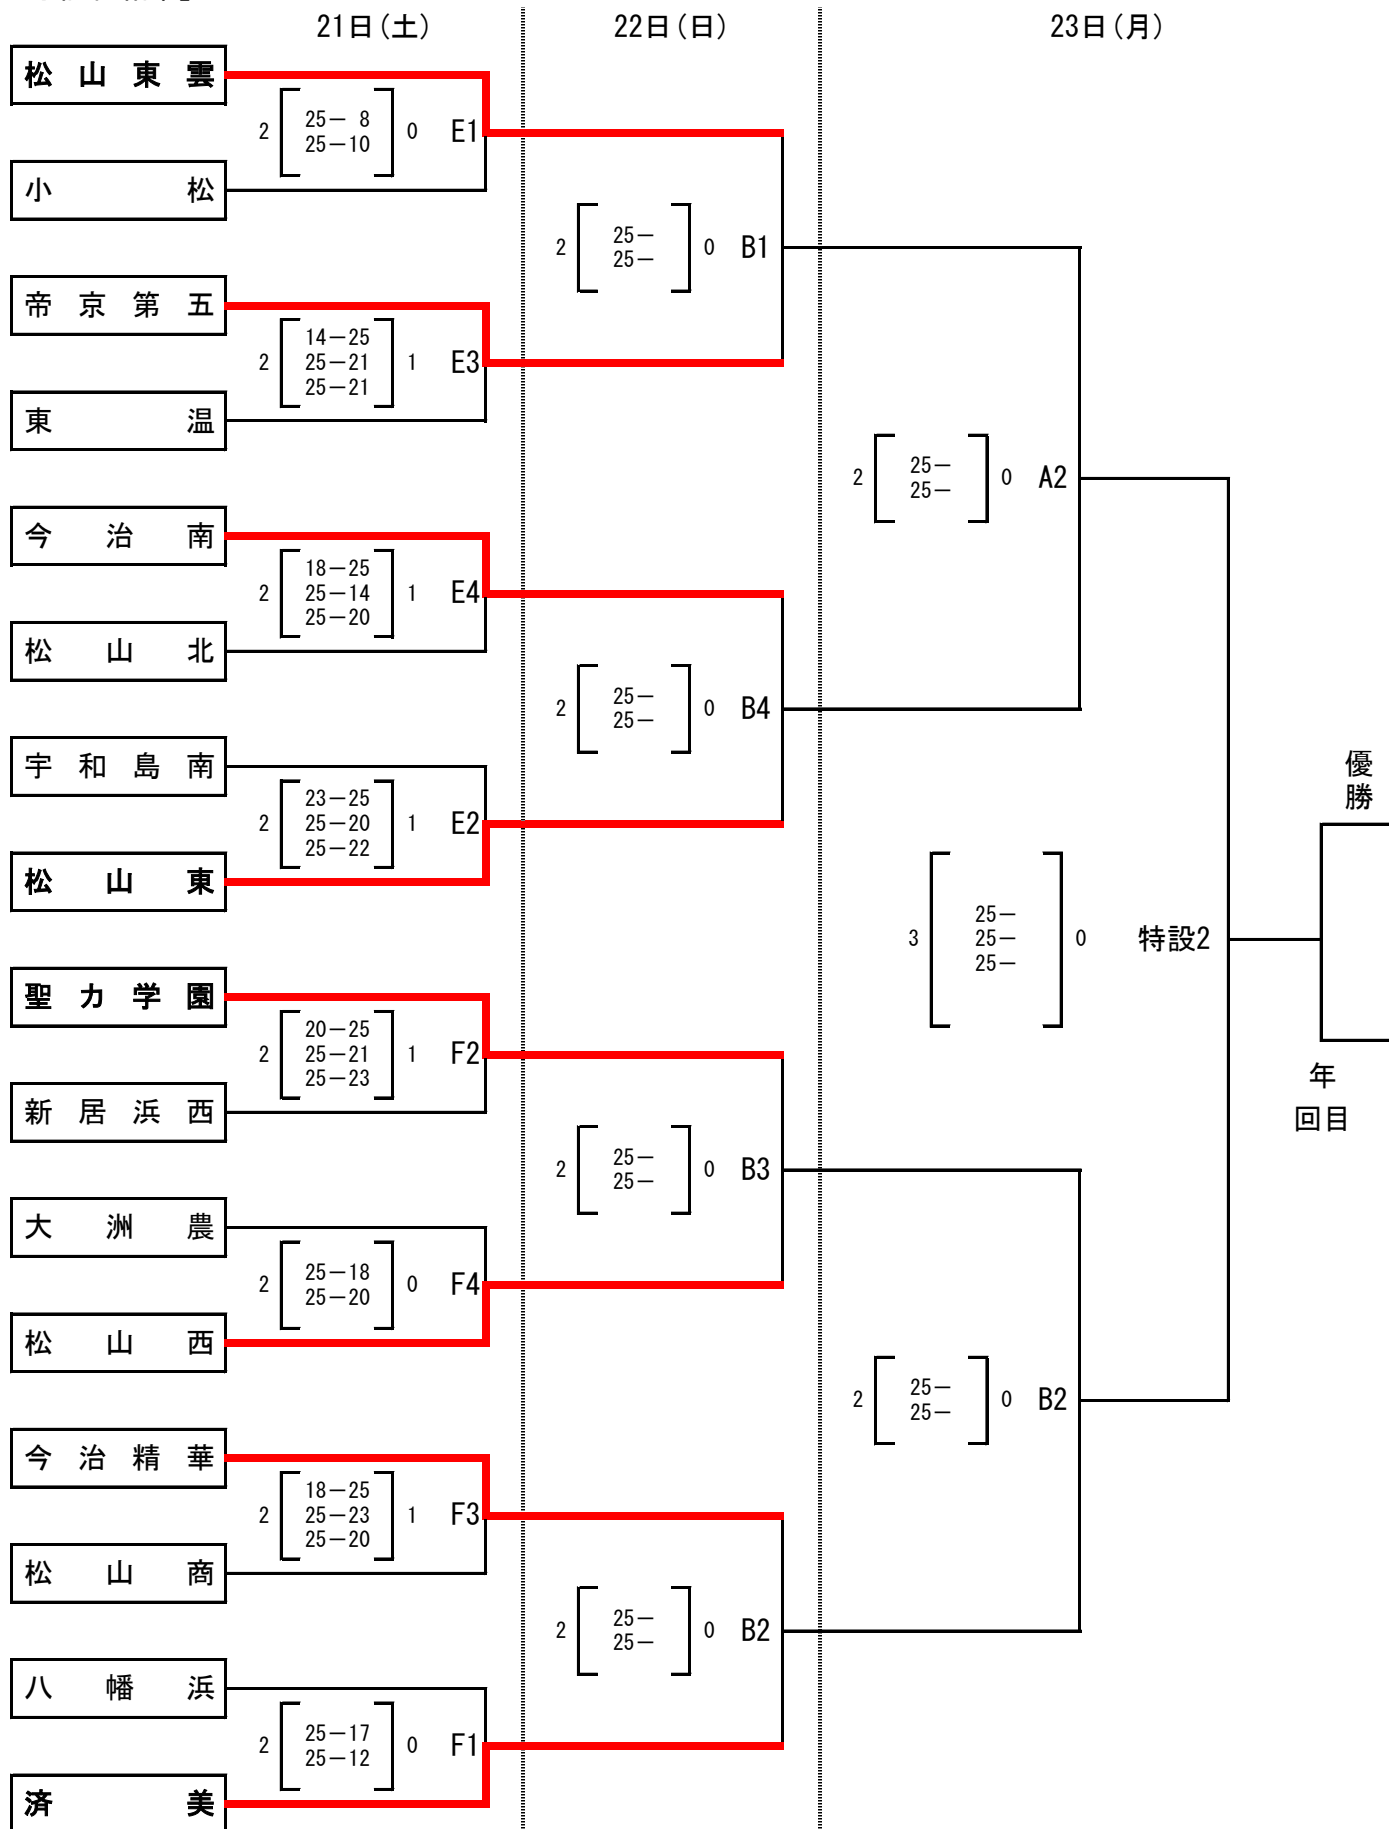 21日(土) 22日(日) 23日(月)
松山東雲
2 25－ 8 0 E1
25－10
小松
2 25－ 0 B1
25－
帝京第五
14－25
2 25－21 1 E3
25－21
東温
2 25－ 0 A2
25－
今治南
18－25
2 25－14 1 E4
25－20
松山北
2 25－ 0 B4
25－
宇和島南
23－25
2 25－20 1 E2
25－22
松山東
優勝
3 25－ 0 特設2
25－
25－
聖カ学園
20－25
2 25－21 1 F2
25－23
新居浜西
年
回目
2 25－ 0 B3
25－
大洲農
2 25－18 0 F4
25－20
松山西
2 25－ 0 B2
25－
今治精華
18－25
2 25－23 1 F3
25－20
松山商
2 25－ 0 B2
25－
八幡浜
2 25－17 0 F1
25－12
済美